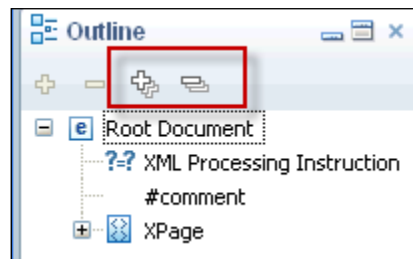 Outline
Root Document
?-? XML Processing Instruction
#comment
XPage